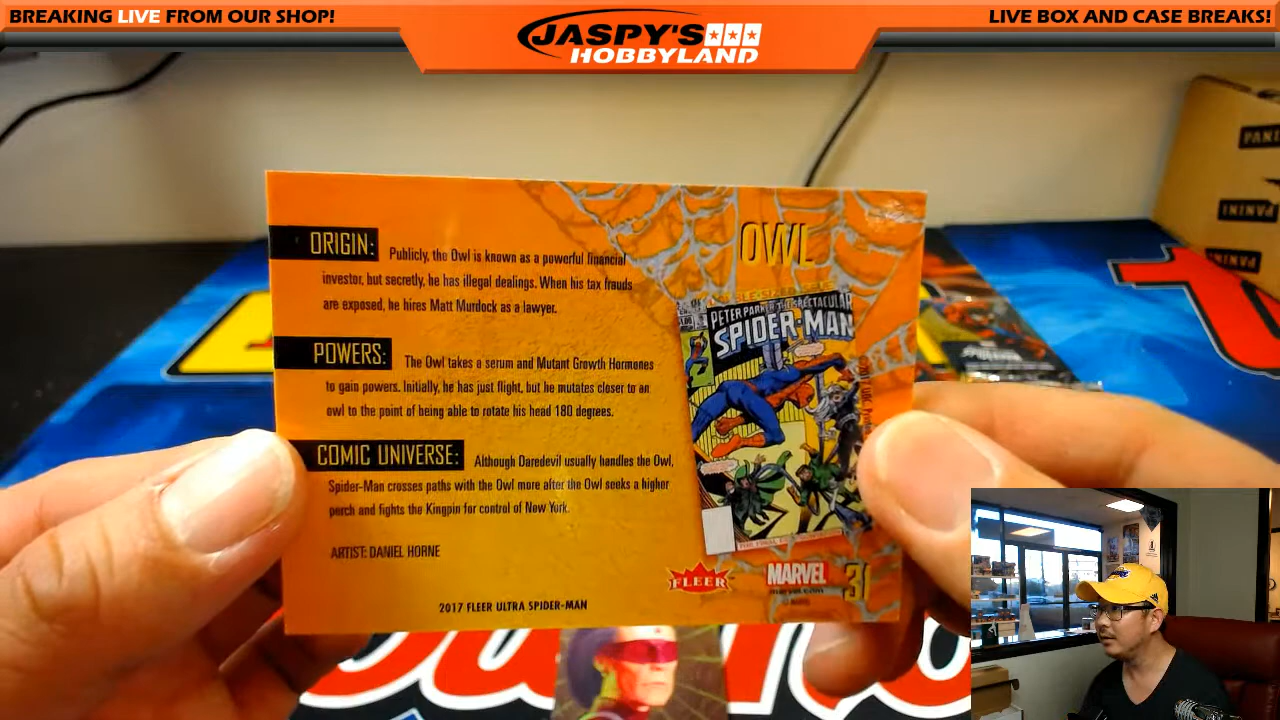 BREAKING LIVE FROM OUR SHOP!
JASPY'S
HOBBYLAND
LIVE BOX AND CASE BREAKS!
PANINI
PANINI
OWL
ORIGIN: Publicly, the Owl is known as a powerful financial
investor, but secretly, he has illegal dealings. When his tax frauds
are exposed, he hires Matt Murdock as a lawyer.
PETER PARKER THE SPECTACULAR
SPIDER-MAN
POWERS: The Owl takes a serum and Mutant Growth Hormones
to gain powers. Initially, he has just flight, but he mutates closer to an
owl to the point of being able to rotate his head 180 degrees.
COMIC UNIVERSE: Although Daredevil usually handles the Owl,
Spider-Man crosses paths with the Owl more after the Owl seeks a higher
perch and fights the Kingpin for control of New York.
ARTIST: DANIEL HORNE
FLEER
MARVEL
marvel.com
31
2017 FLEER ULTRA SPIDER-MAN